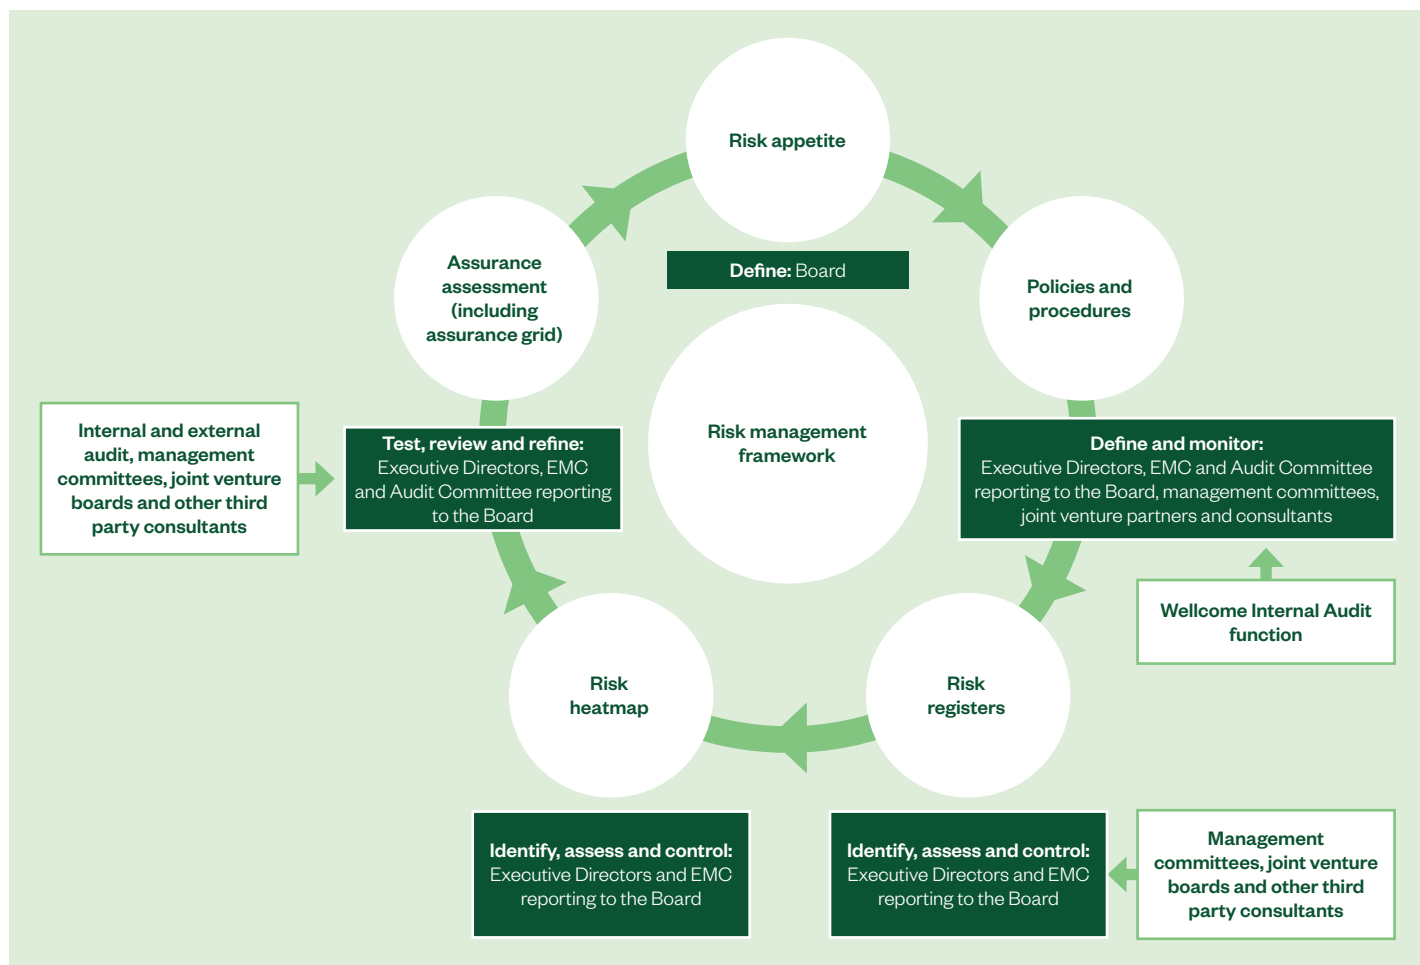 Risk appetite
Define: Board
Policies and
procedures
Define and monitor:
Executive Directors, EMC and Audit Committee
reporting to the Board, management committees,
joint venture partners and consultants
Wellcome Internal Audit
function
Risk
registers
Identify, assess and control:
Executive Directors and EMC
reporting to the Board
Management
committees, joint venture
boards and other third
party consultants
Risk
heatmap
Identify, assess and control:
Executive Directors and EMC
reporting to the Board
Assurance
assessment
(including
assurance grid)
Test, review and refine:
Executive Directors, EMC
and Audit Committee reporting
to the Board
Internal and external
audit, management
committees, joint venture
boards and other third
party consultants
Risk management
framework